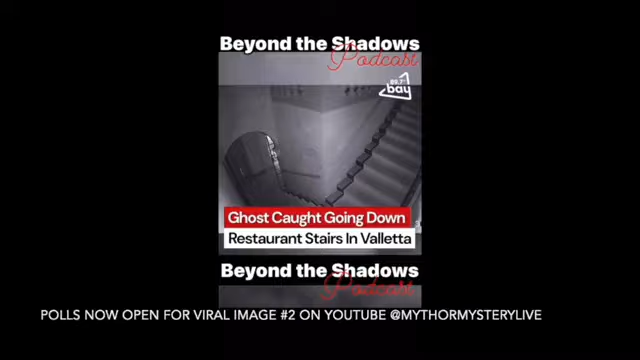 Beyond the Shadows
Podcast
89.7
bay
Ghost Caught Going Down
Restaurant Stairs In Valletta
Beyond the Shadows
Podcast
POLLS NOW OPEN FOR VIRAL IMAGE #2 ON YOUTUBE @MYTHORMYSTERYLIVE